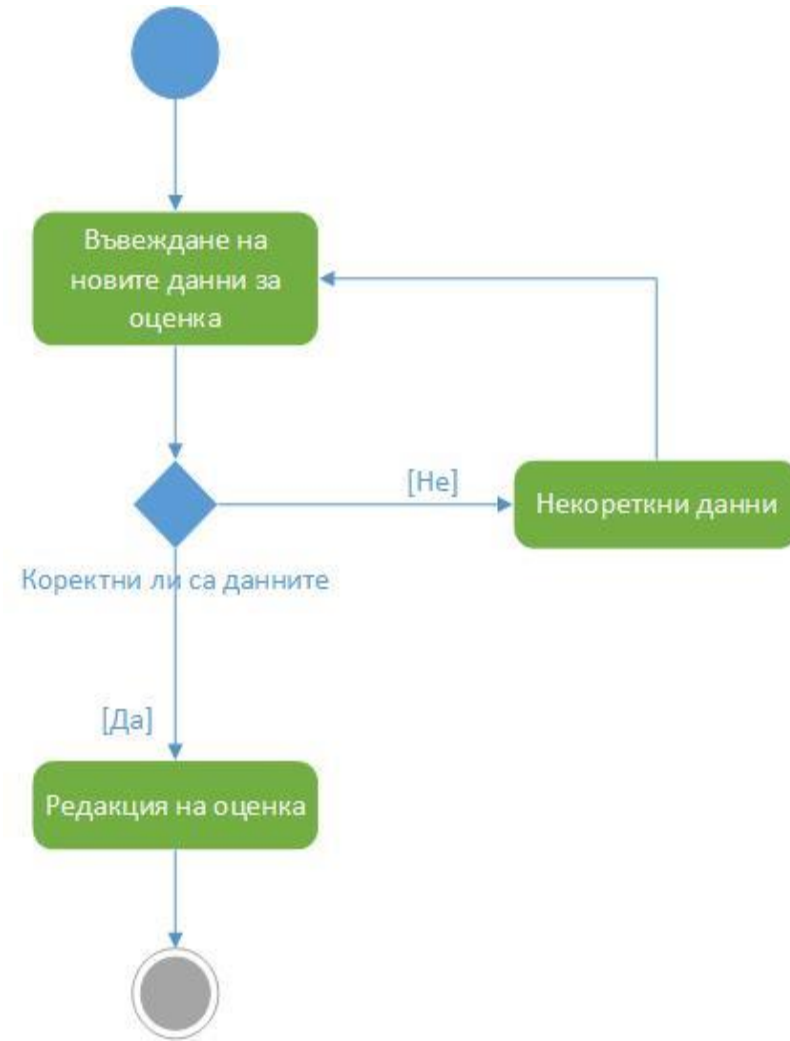 Въвеждане на
новите данни за
оценка
[Не]
Некореткни данни
Коректни ли са данните
[Да]
Редакция на оценка